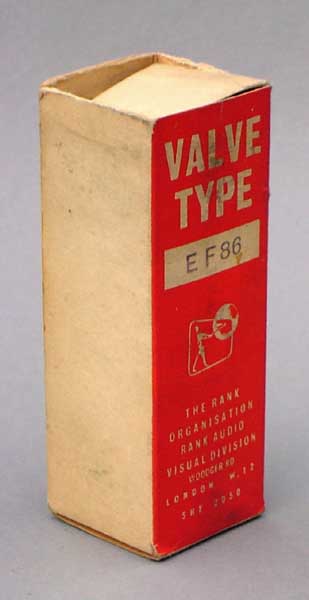 VALVE
TYPE
EF86
THE RANK
ORGANISATION
RANK AUDIO
VISUAL DIVISION
WOODGER RD
LONDON W.12
SHE 2050